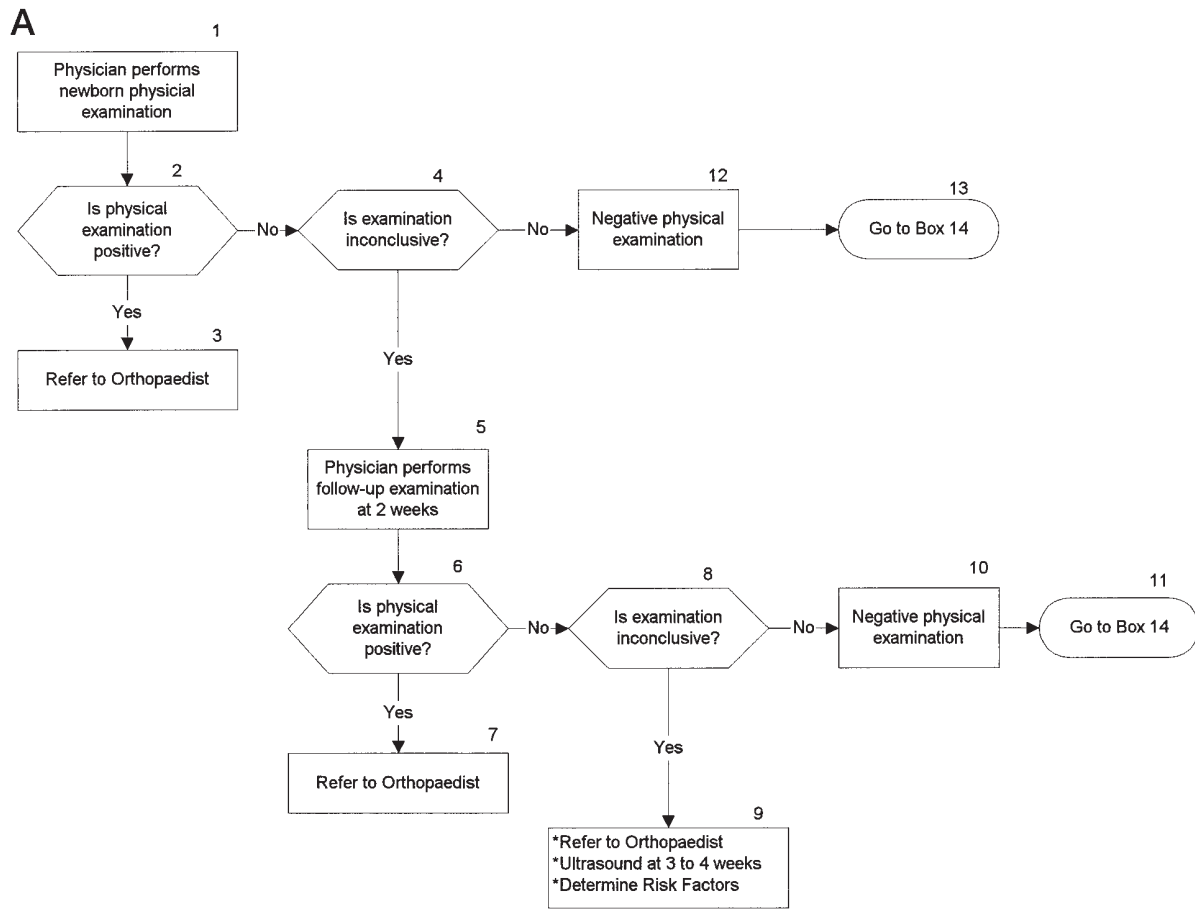 A
1
Physician performs
newborn physicial
examination
2
Is physical
examination
positive?
No
4
Is examination
inconclusive?
No
12
Negative physical
examination
13
Go to Box 14
Yes
3
Refer to Orthopaedist
Yes
5
Physician performs
follow-up examination
at 2 weeks
6
Is physical
examination
positive?
No
8
Is examination
inconclusive?
No
10
Negative physical
examination
11
Go to Box 14
Yes
7
Refer to Orthopaedist
Yes
9
*Refer to Orthopaedist
*Ultrasound at 3 to 4 weeks
*Determine Risk Factors